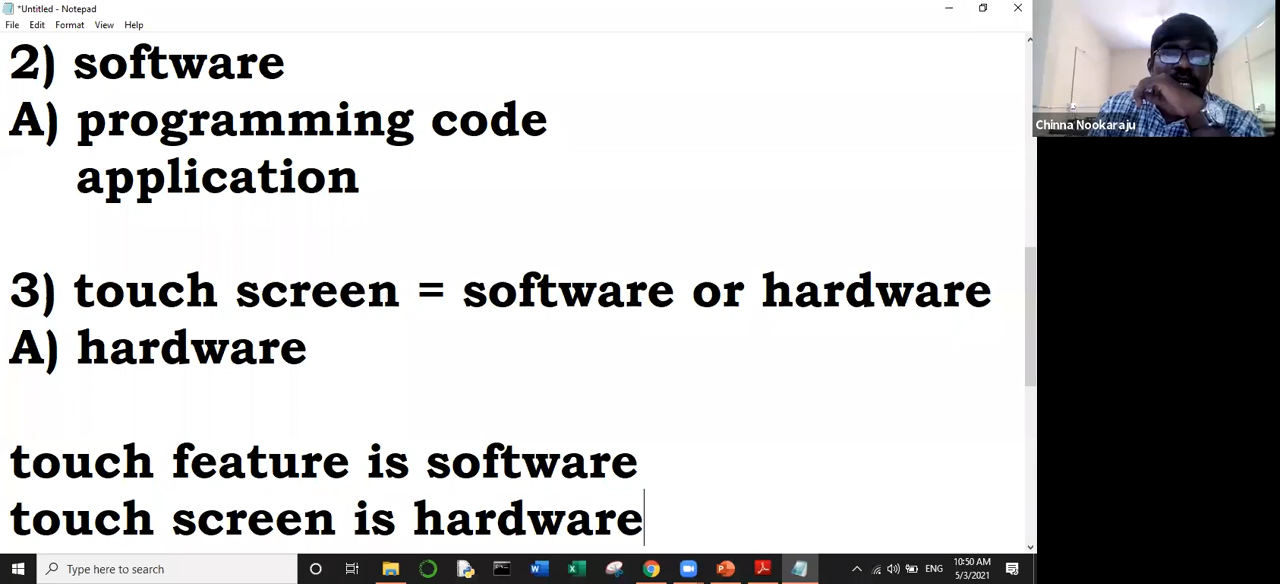 *Untitled - Notepad
File Edit Format View Help
2) software
A) programming code
application
3) touch screen = software or hardware
A) hardware
touch feature is software
touch screen is hardware
Chinna Nookaraju
Type here to search
ENG
10:50 AM
5/3/2021